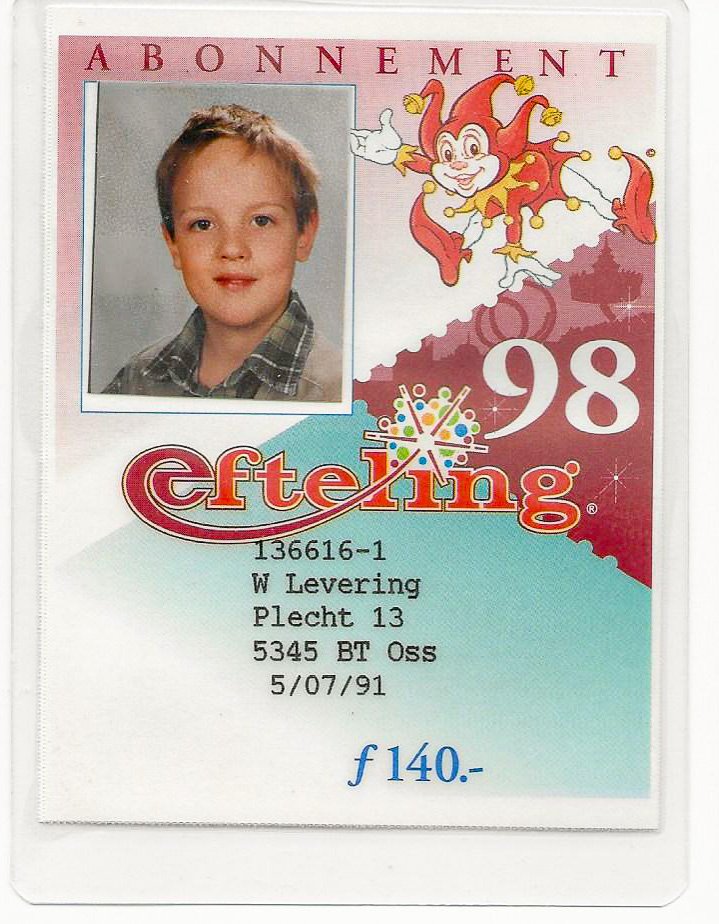 ABONNEMENT
©
98
efteling®
136616-1
W Levering
Plecht 13
5345 BT Oss
5/07/91
ƒ 140.-